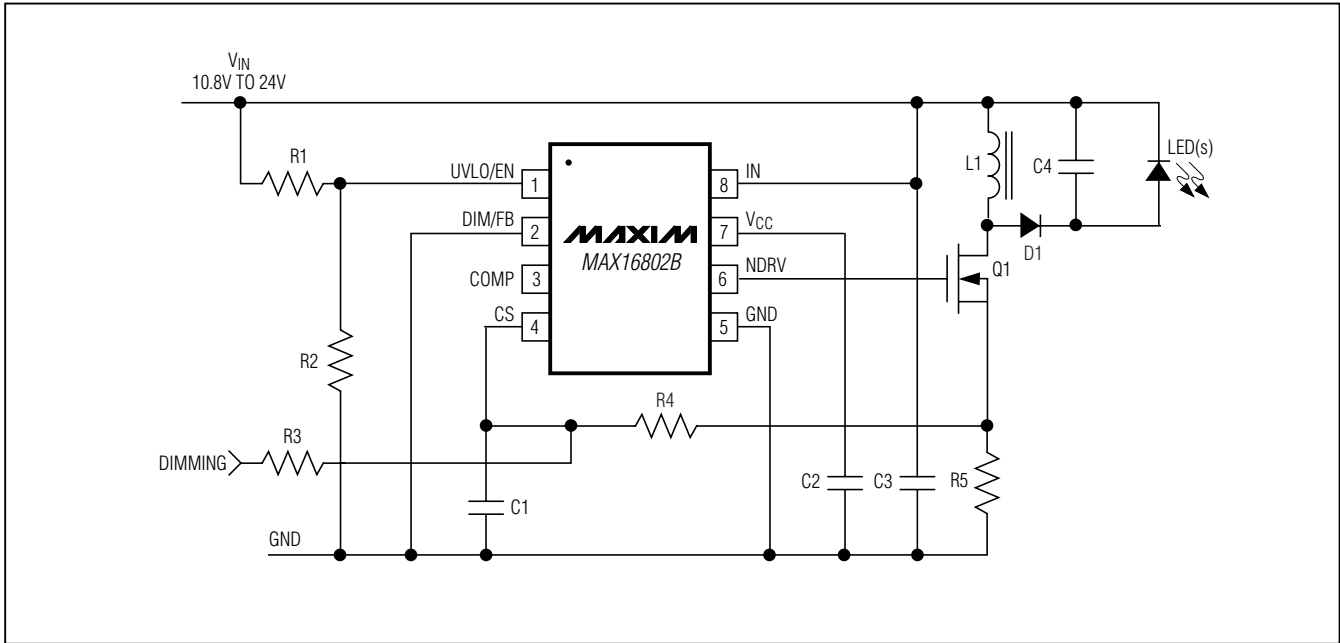 VIN
10.8V TO 24V
R1
UVLO/EN
1
8
IN
L1
C4
LED(s)
DIM/FB
2
MAXIM
MAX16802B
7
VCC
D1
COMP
3
6
NDRV
Q1
CS
4
5
GND
R2
R4
R3
DIMMING
C1
C2
C3
R5
GND